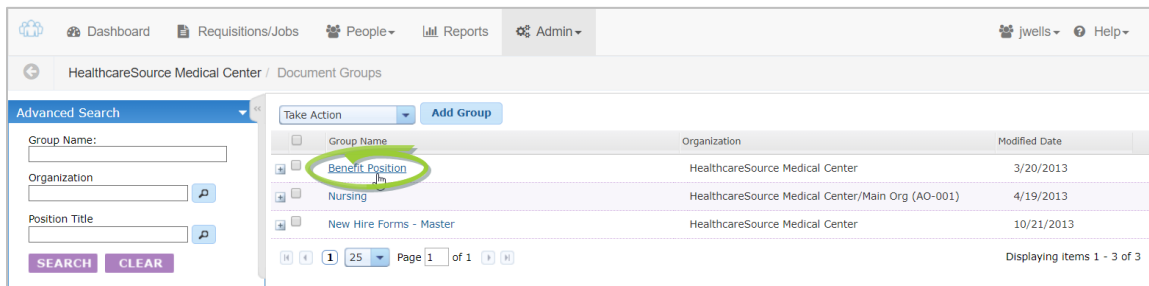 Dashboard Requisitions/Jobs People Reports Admin jwells Help
HealthcareSource Medical Center / Document Groups
Advanced Search
Group Name:
Organization
Position Title
SEARCH CLEAR
Take Action Add Group
Group Name Organization Modified Date
Benefit Position HealthcareSource Medical Center 3/20/2013
Nursing HealthcareSource Medical Center/Main Org (AO-001) 4/19/2013
New Hire Forms - Master HealthcareSource Medical Center 10/21/2013
1 25 Page 1 of 1 Displaying items 1 - 3 of 3